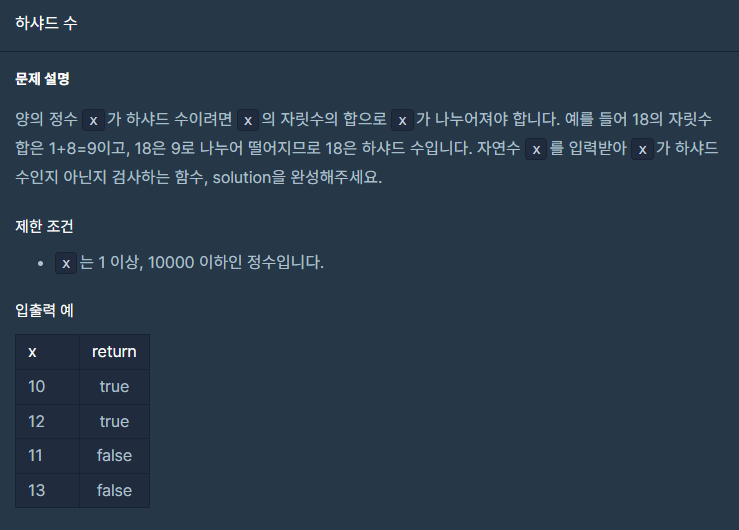 하샤드 수
문제 설명
양의 정수 x 가 하샤드 수이려면 x 의 자릿수의 합으로 x 가 나누어져야 합니다. 예를 들어 18의 자릿수
합은 1+8=9이고, 18은 9로 나누어 떨어지므로 18은 하샤드 수입니다. 자연수 x 를 입력받아 x 가 하샤드
수인지 아닌지 검사하는 함수, solution을 완성해주세요.
제한 조건
• x 는 1 이상, 10000 이하인 정수입니다.
입출력 예
x return
10 true
12 true
11 false
13 false